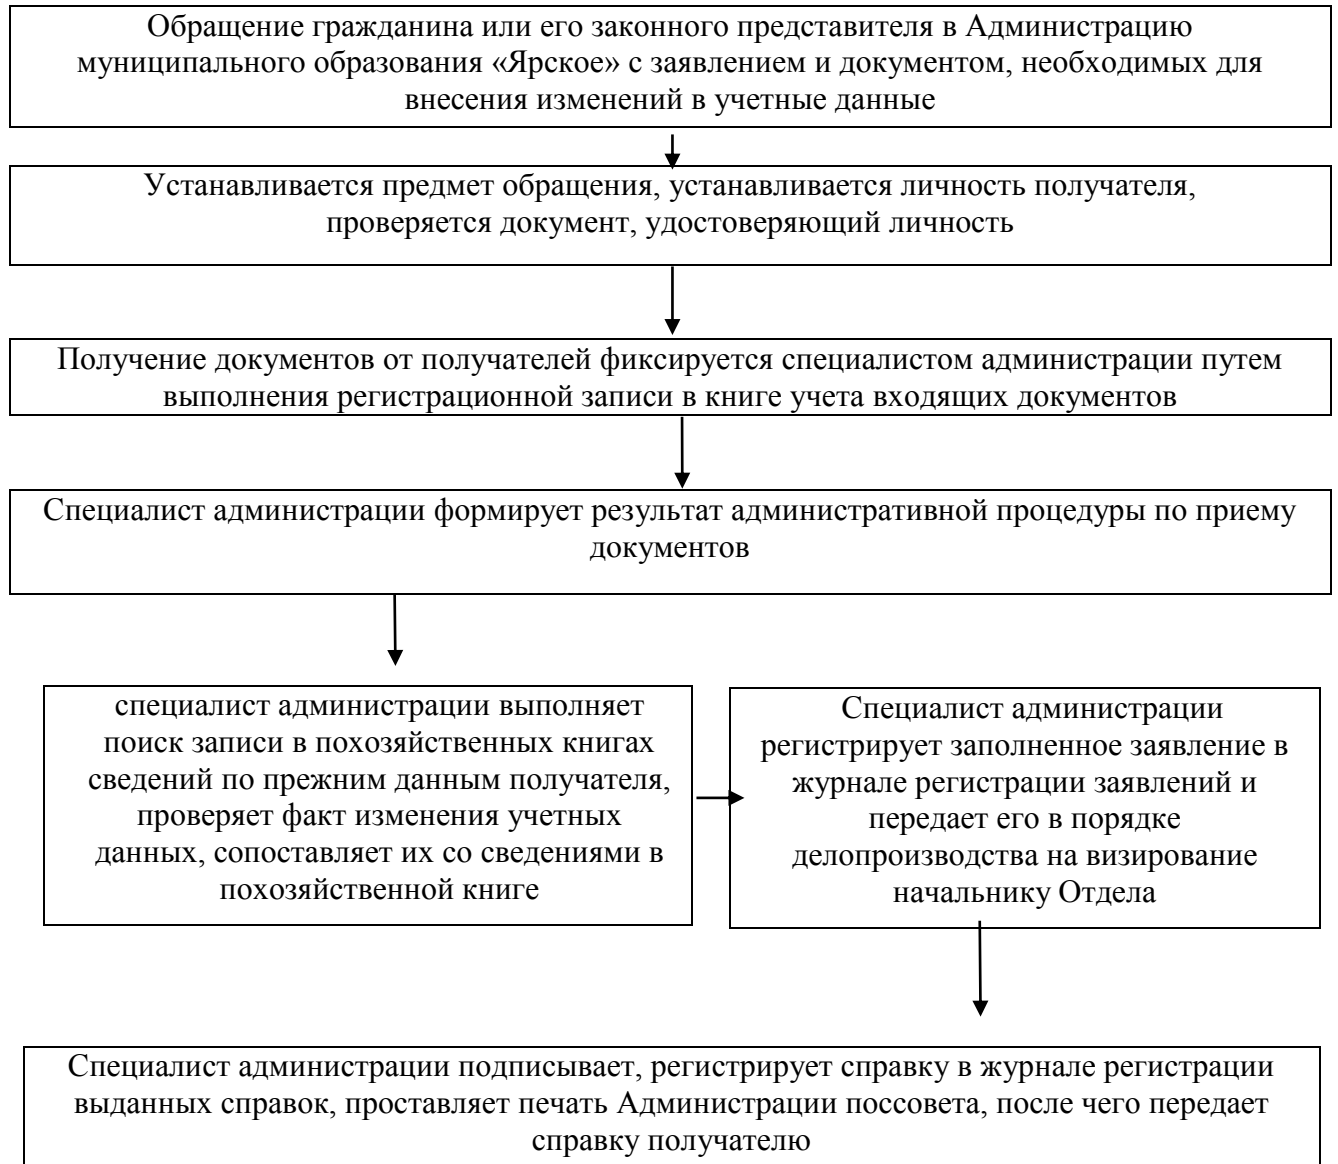 Обращение гражданина или его законного представителя в Администрацию
муниципального образования «Ярское» с заявлением и документом, необходимых для
внесения изменений в учетные данные
Устанавливается предмет обращения, устанавливается личность получателя,
проверяется документ, удостоверяющий личность
Получение документов от получателей фиксируется специалистом администрации путем
выполнения регистрационной записи в книге учета входящих документов
Специалист администрации формирует результат административной процедуры по приему
документов
специалист администрации выполняет
поиск записи в похозяйственных книгах
сведений по прежним данным получателя,
проверяет факт изменения учетных
данных, сопоставляет их со сведениями в
похозяйственной книге
Специалист администрации
регистрирует заполненное заявление в
журнале регистрации заявлений и
передает его в порядке
делопроизводства на визирование
начальнику Отдела
Специалист администрации подписывает, регистрирует справку в журнале регистрации
выданных справок, проставляет печать Администрации поссовета, после чего передает
справку получателю